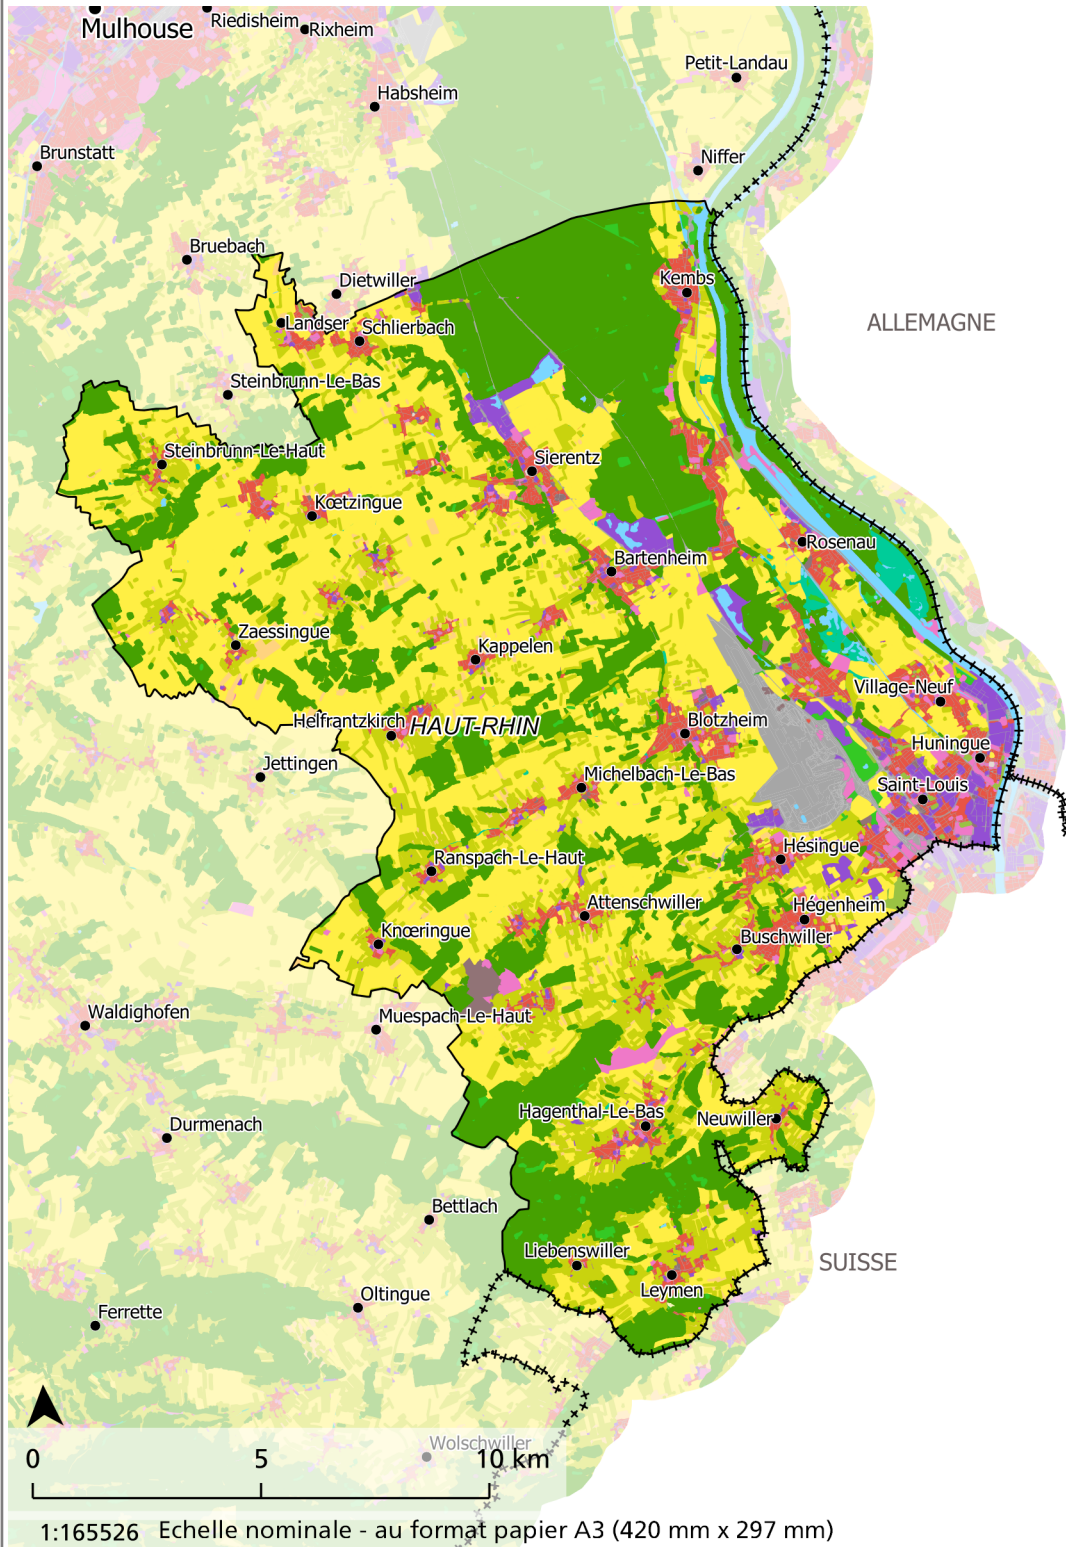 Mulhouse
Riedisheim
Rixheim
Petit-Landau
Habsheim
Brunstatt
Niffer
Bruebach
Dietwiller
Kembs
ALLEMAGNE
Landser
Schlierbach
Steinbrunn-Le-Bas
Steinbrunn-Le-Haut
Sierentz
Kœtzingue
Rosenau
Bartenheim
Zaessingue
Kappelen
Village-Neuf
Helfrantzkirch
HAUT-RHIN
Blotzheim
Huningue
Jettingen
Michelbach-Le-Bas
Saint-Louis
Ranspach-Le-Haut
Hésingue
Attenschwiller
Hégenheim
Knœringue
Buschwiller
Waldighofen
Muespach-Le-Haut
Hagenthal-Le-Bas
Neuwiller
Durmenach
Bettlach
Liebenswiller
SUISSE
Leymen
Oltingue
Ferrette
Wolschwiller
0 5 10 km
1:165526 Echelle nominale - au format papier A3 (420 mm x 297 mm)